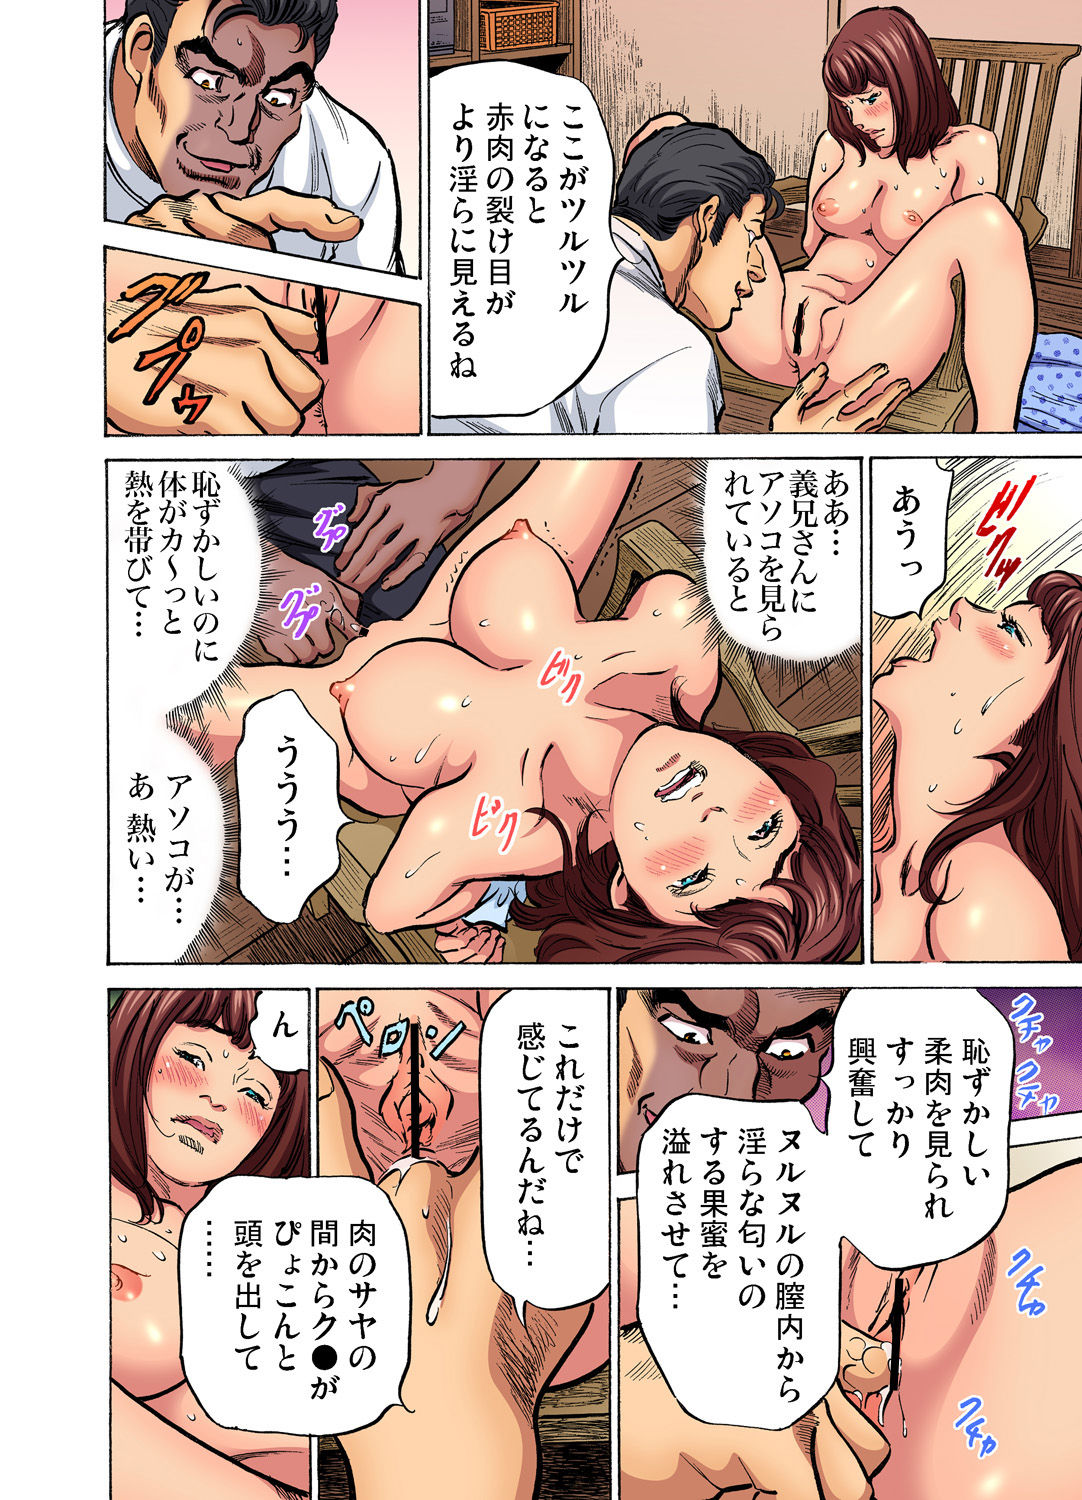 ここがツルツル
になると
赤肉の裂け目が
より淫らに見えるね
グプ
プゥ
ビクッ
あうっ
ああ…
義兄さんに
アソコを見ら
れていると
グプ
グプ
ビク
ビク
恥ずかしいのに
体がカ〜っと
熱を帯びて…
ううう…
アソコが…
あ 熱い…
クチャ
クチャ
恥ずかしい
柔肉を見られ
すっかり
興奮して
ヌルヌルの膣内から
淫らな匂いの
する果蜜を
溢れさせて…
クチャ
クチャ
これだけで
感じてるんだね…
ペロン
肉のサヤの
間からク●が
ぴょこんと
頭を出して
……
ん